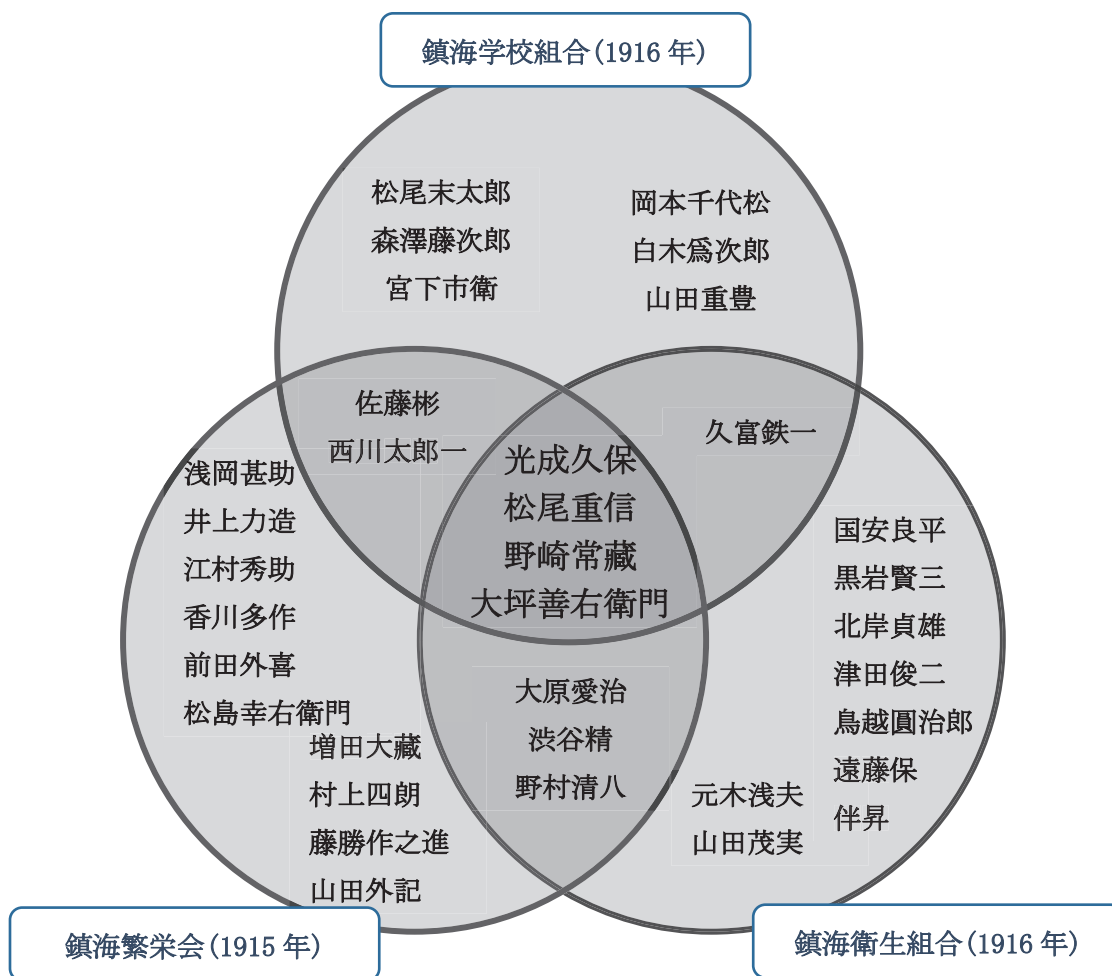 鎮海学校組合（1916 年）
松尾末太郎
森澤藤次郎
宮下市衛
岡本千代松
白木爲次郎
山田重豊
佐藤彬
西川太郎一
久富鉄一
光成久保
松尾重信
野崎常藏
大坪善右衛門
浅岡甚助
井上力造
江村秀助
香川多作
前田外喜
松島幸右衛門
増田大藏
村上四朗
藤勝作之進
山田外記
大原愛治
渋谷精
野村清八
国安良平
黒岩賢三
北岸貞雄
津田俊二
鳥越圓治郎
遠藤保
伴昇
元木浅夫
山田茂実
鎮海繁栄会（1915 年）
鎮海衛生組合（1916 年）